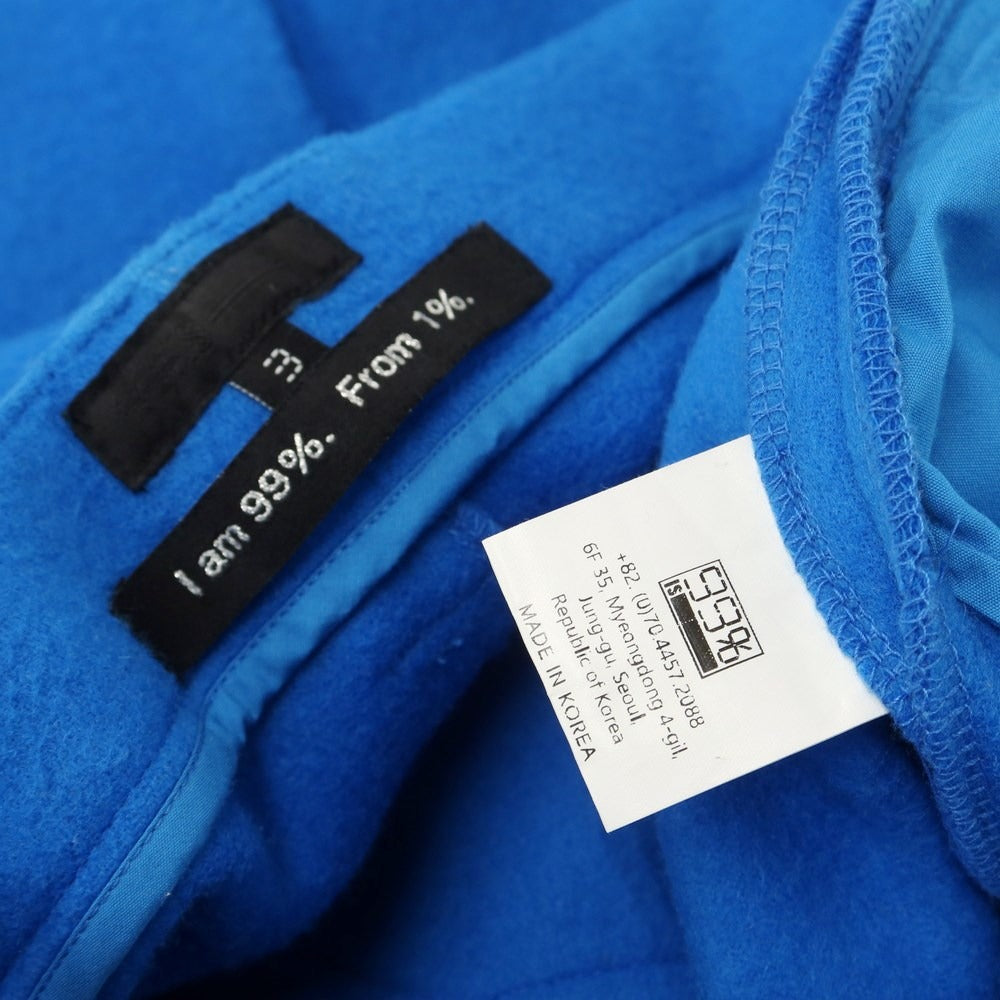 3
I am 99%. From 1%.
99%
is
+82. (0)70.4457.2088
6F 35, Myeongdong 4-gil,
Jung-gu, Seoul,
Republic of Korea
MADE IN KOREA